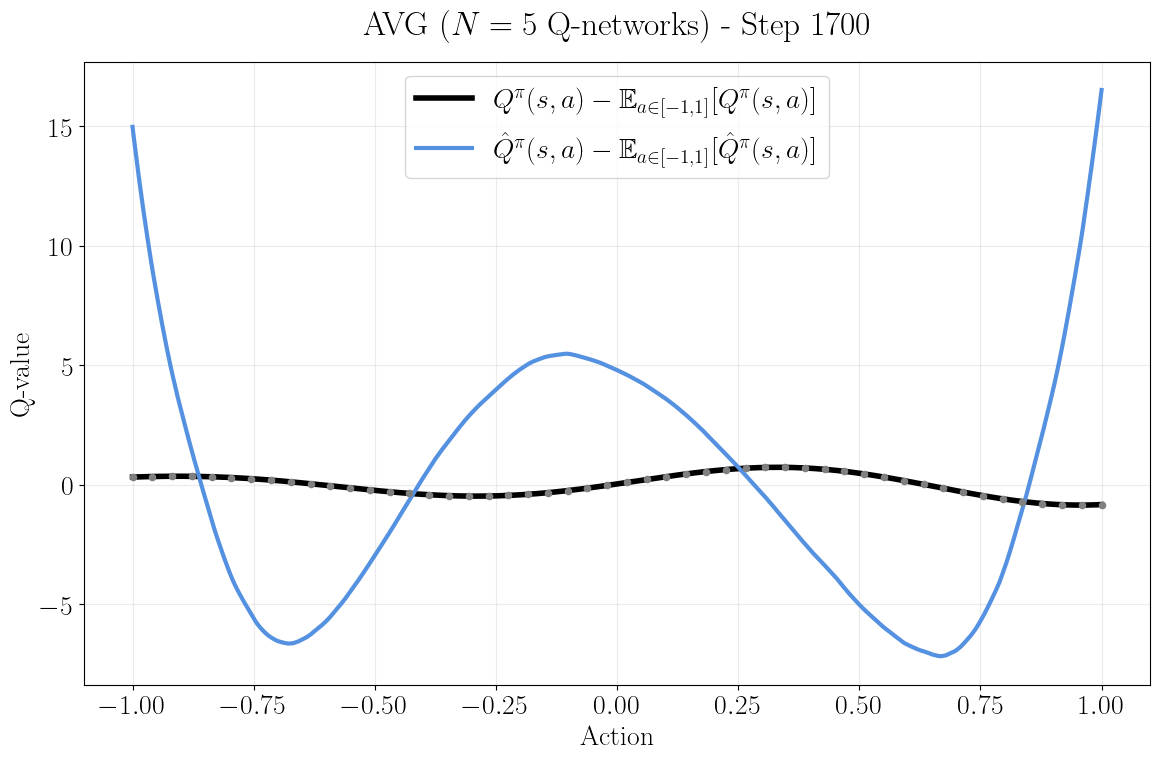 AVG (N = 5 Q-networks) - Step 1700
Q^π(s, a) − 𝔼_{a∈[−1,1]}[Q^π(s, a)]
Q̂^π(s, a) − 𝔼_{a∈[−1,1]}[Q̂^π(s, a)]
Q-value
15
10
5
0
−5
−1.00 −0.75 −0.50 −0.25 0.00 0.25 0.50 0.75 1.00
Action